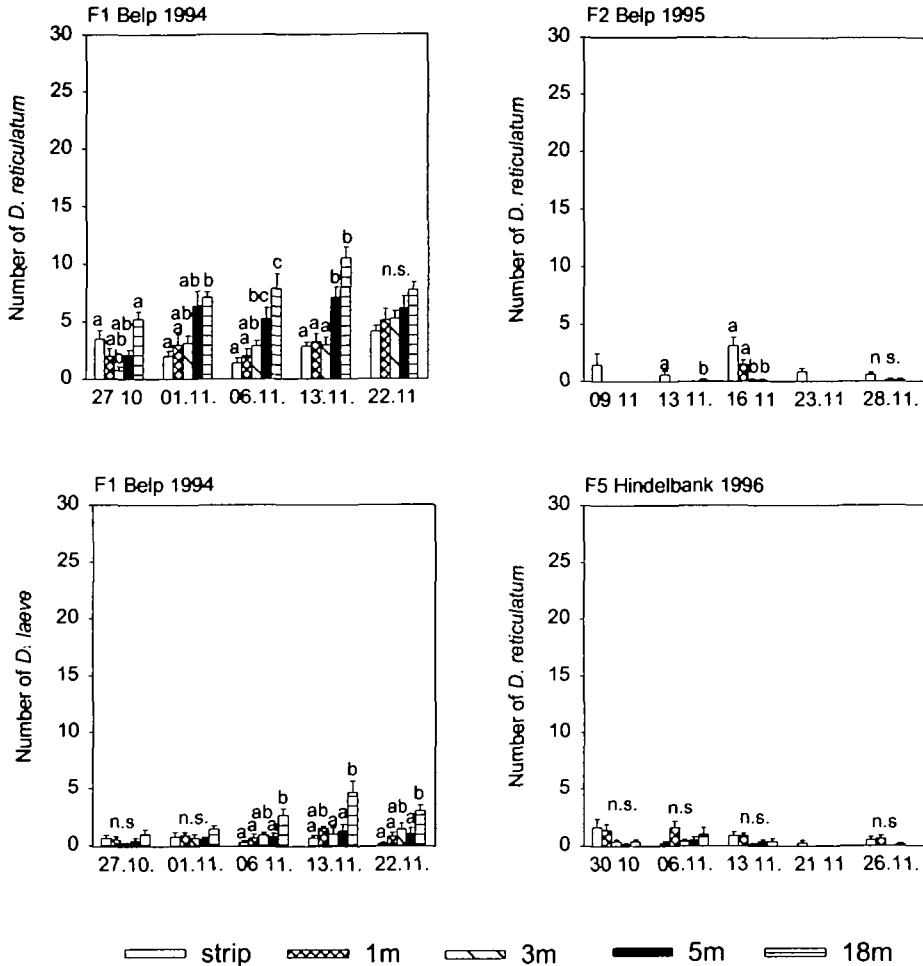 F1 Belp 1994
Number of D. reticulatum
30
25
20
15
10
5
0
a ab b ab a
a a ab ab b
a a ab bc c
a a a b b
n.s.
27 10 01.11. 06.11. 13.11. 22.11
F2 Belp 1995
Number of D. reticulatum
30
25
20
15
10
5
0
a b
a a b b
n s.
09 11 13 11. 16 11 23.11 28.11.
F1 Belp 1994
Number of D. laeve
30
25
20
15
10
5
0
n.s
n.s.
a a ab a b
a ab a a b
a a ab a b
27.10. 01.11. 06 11. 13.11. 22.11.
F5 Hindelbank 1996
Number of D. reticulatum
30
25
20
15
10
5
0
n.s.
n.s
n.s.
n.s
30 10 06.11. 13 11 21 11 26.11.
strip 1m 3m 5m 18m